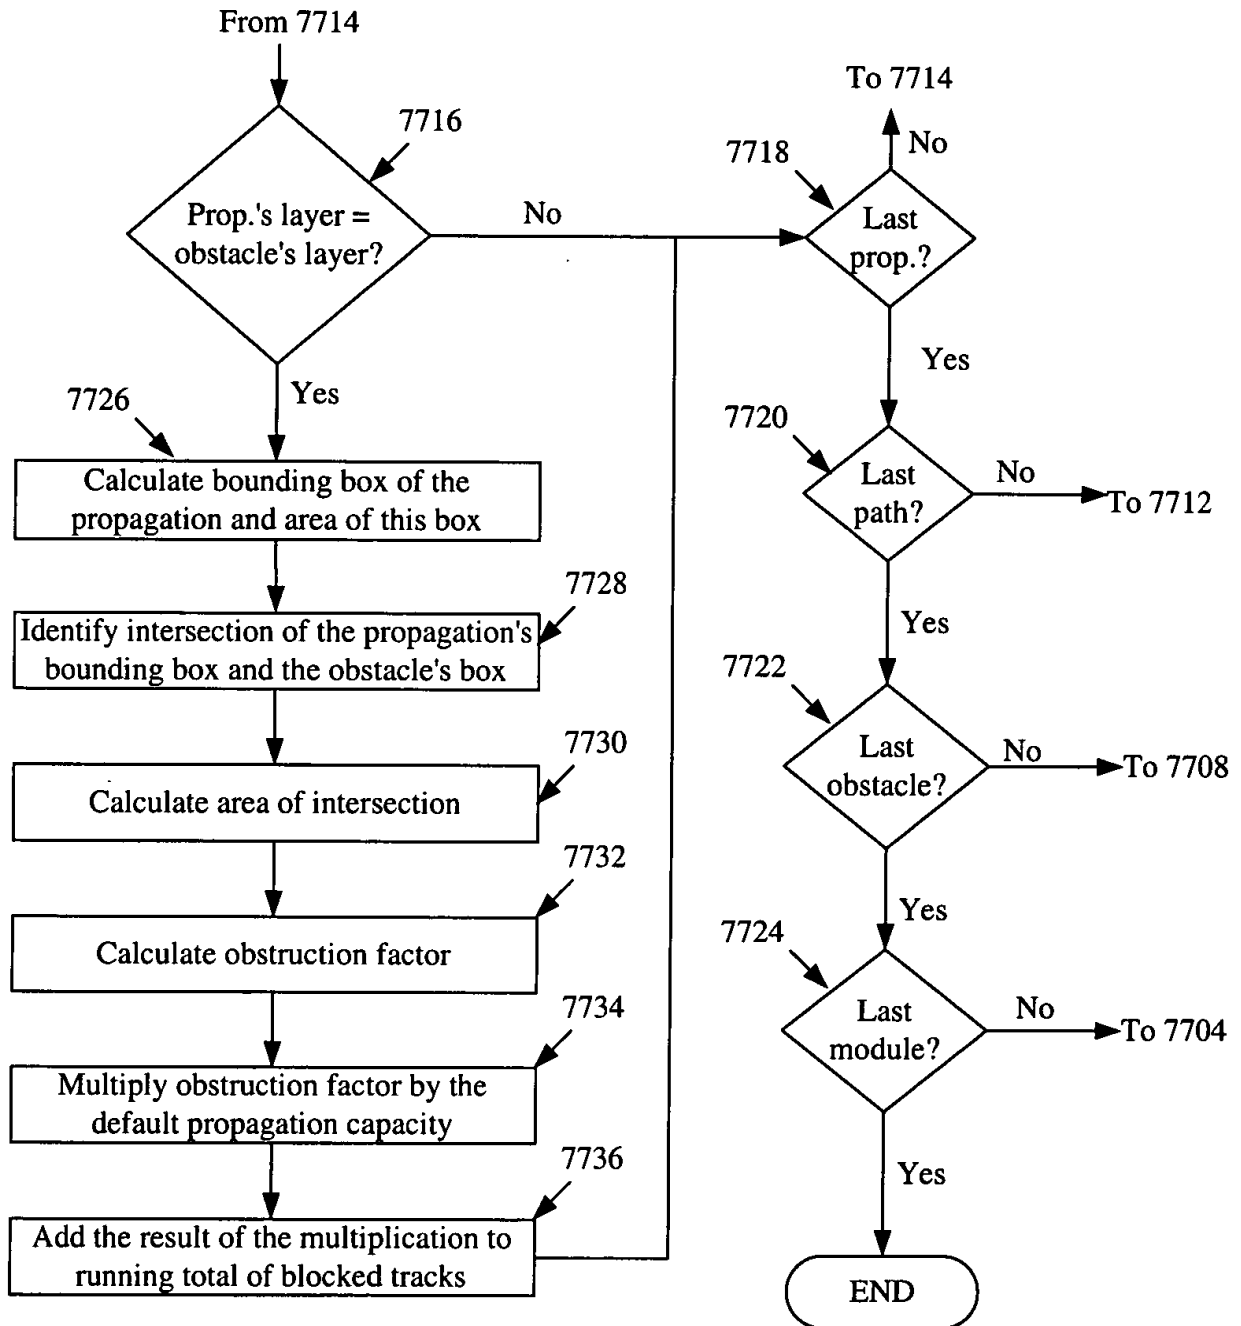 From 7714
7716
Prop.'s layer =
obstacle's layer?
No
Yes
7726
Calculate bounding box of the
propagation and area of this box
7728
Identify intersection of the propagation's
bounding box and the obstacle's box
7730
Calculate area of intersection
7732
Calculate obstruction factor
7734
Multiply obstruction factor by the
default propagation capacity
7736
Add the result of the multiplication to
running total of blocked tracks
To 7714
No
7718
Last
prop.?
Yes
7720
Last
path?
No
To 7712
Yes
7722
Last
obstacle?
No
To 7708
Yes
7724
Last
module?
No
To 7704
Yes
END